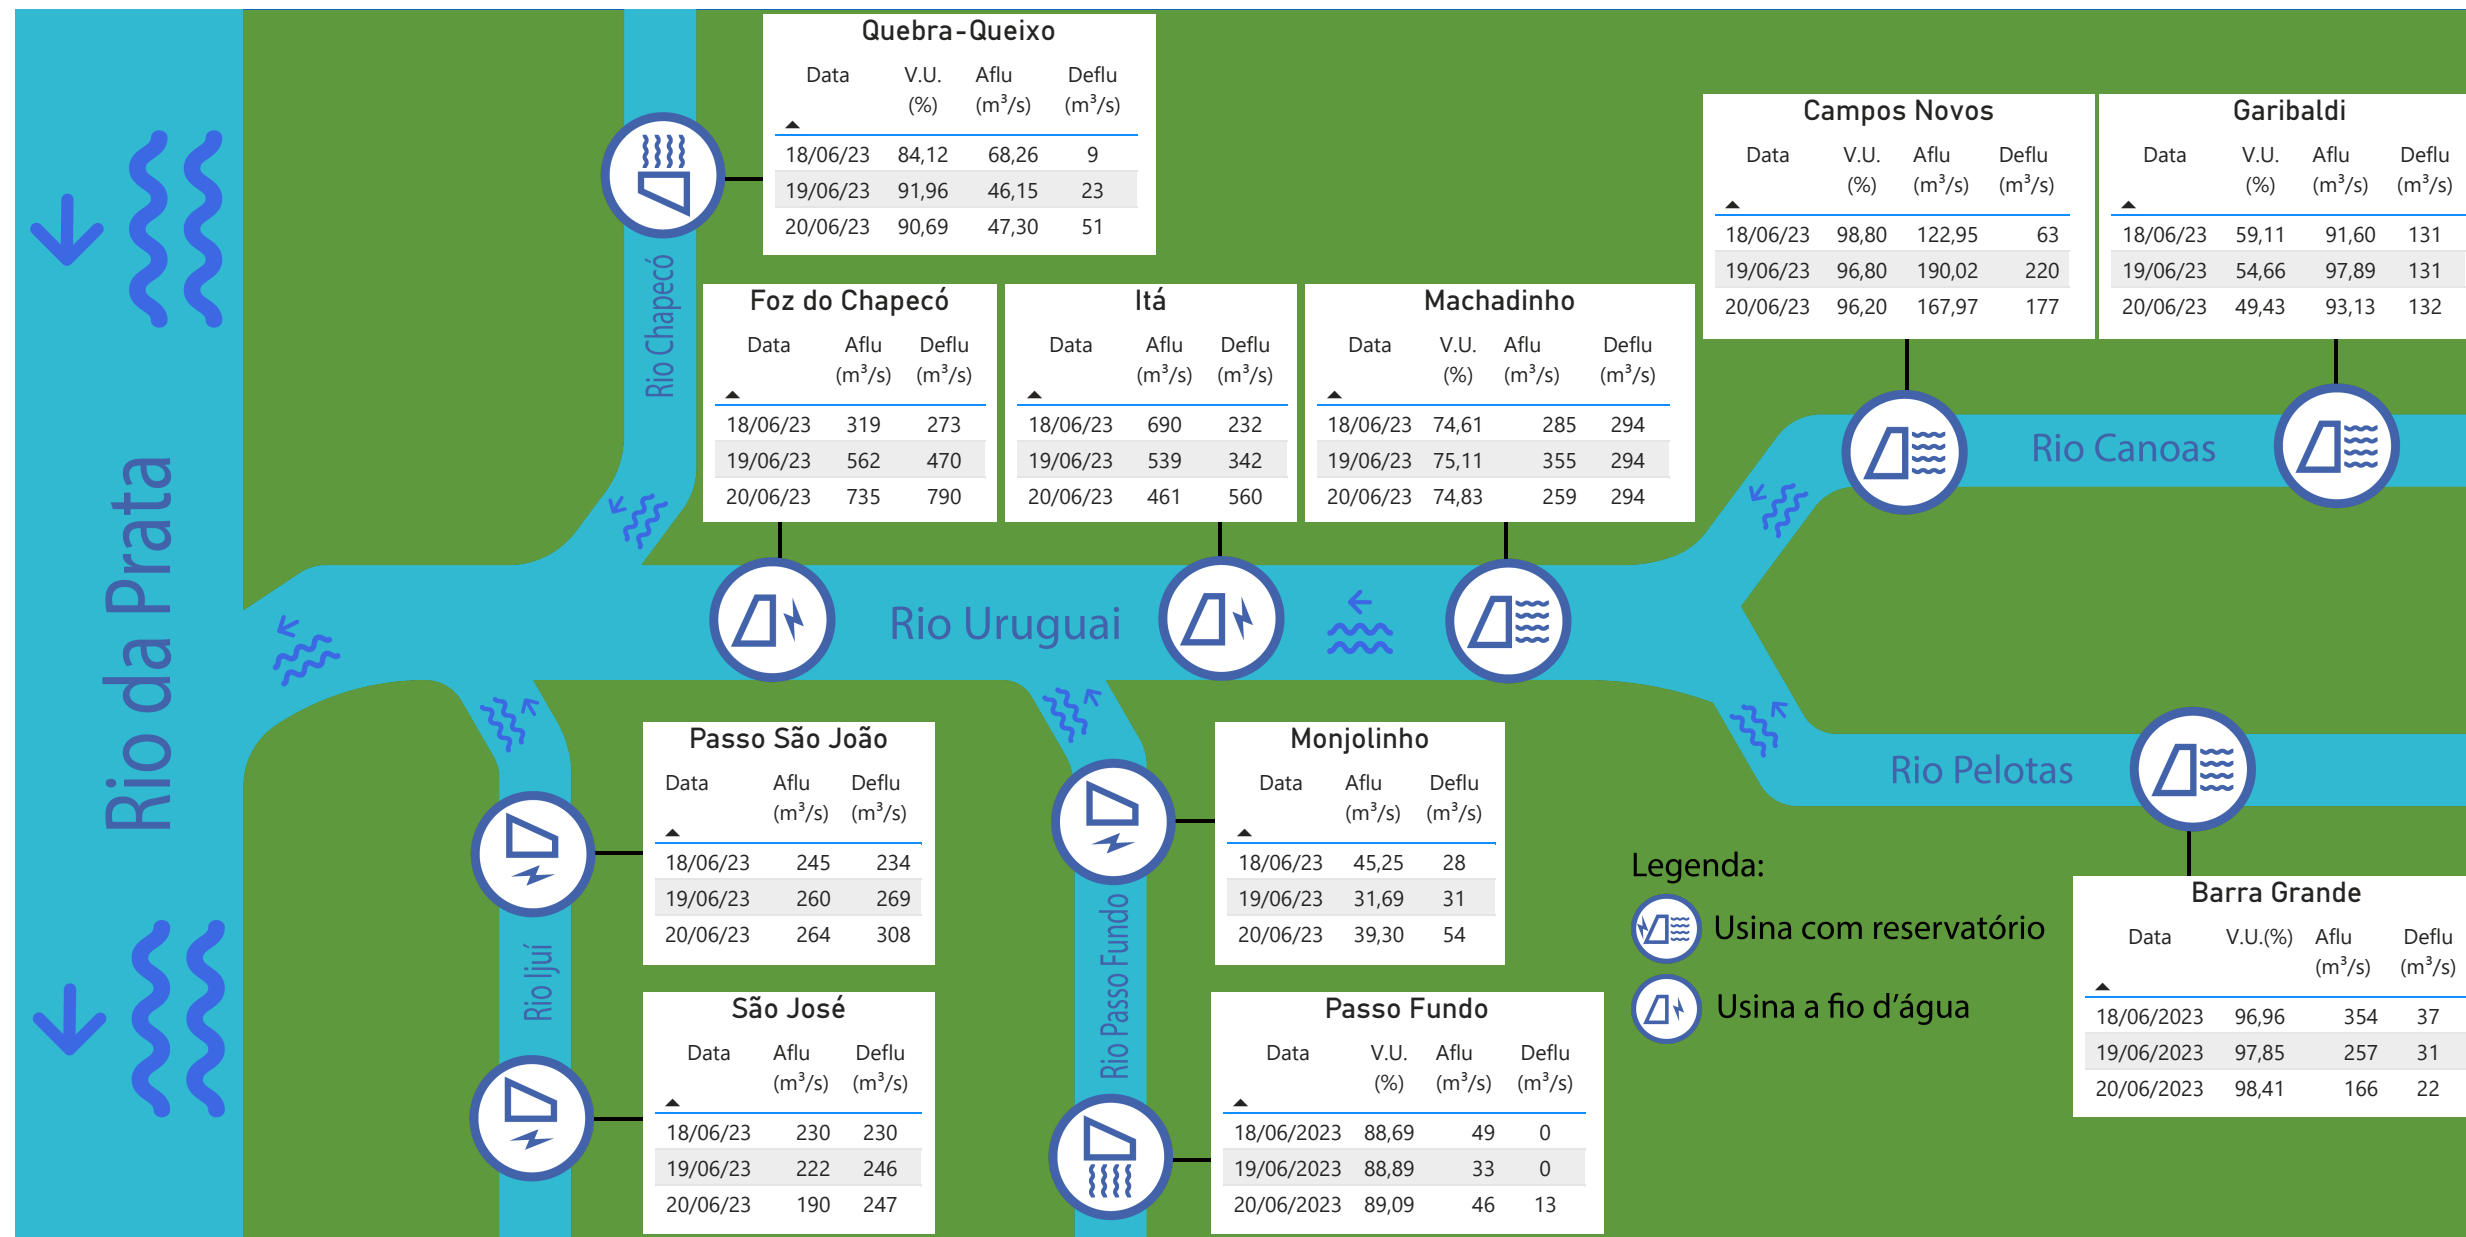 Quebra-Queixo
Data V.U. (%) Aflu (m³/s) Deflu (m³/s)
18/06/23 84,12 68,26 9
19/06/23 91,96 46,15 23
20/06/23 90,69 47,30 51
Campos Novos
Data V.U. (%) Aflu (m³/s) Deflu (m³/s)
18/06/23 98,80 122,95 63
19/06/23 96,80 190,02 220
20/06/23 96,20 167,97 177
Garibaldi
Data V.U. (%) Aflu (m³/s) Deflu (m³/s)
18/06/23 59,11 91,60 131
19/06/23 54,66 97,89 131
20/06/23 49,43 93,13 132
Rio Chapecó
Foz do Chapecó
Data Aflu (m³/s) Deflu (m³/s)
18/06/23 319 273
19/06/23 562 470
20/06/23 735 790
Itá
Data Aflu (m³/s) Deflu (m³/s)
18/06/23 690 232
19/06/23 539 342
20/06/23 461 560
Machadinho
Data V.U. (%) Aflu (m³/s) Deflu (m³/s)
18/06/23 74,61 285 294
19/06/23 75,11 355 294
20/06/23 74,83 259 294
Rio Canoas
Rio da Prata
Rio Uruguai
Rio Pelotas
Passo São João
Data Aflu (m³/s) Deflu (m³/s)
18/06/23 245 234
19/06/23 260 269
20/06/23 264 308
Monjolinho
Data Aflu (m³/s) Deflu (m³/s)
18/06/23 45,25 28
19/06/23 31,69 31
20/06/23 39,30 54
Rio Ijuí
Rio Passo Fundo
Legenda:
Usina com reservatório
Usina a fio d’água
Barra Grande
Data V.U.(%) Aflu (m³/s) Deflu (m³/s)
18/06/2023 96,96 354 37
19/06/2023 97,85 257 31
20/06/2023 98,41 166 22
São José
Data Aflu (m³/s) Deflu (m³/s)
18/06/23 230 230
19/06/23 222 246
20/06/23 190 247
Passo Fundo
Data V.U. (%) Aflu (m³/s) Deflu (m³/s)
18/06/2023 88,69 49 0
19/06/2023 88,89 33 0
20/06/2023 89,09 46 13